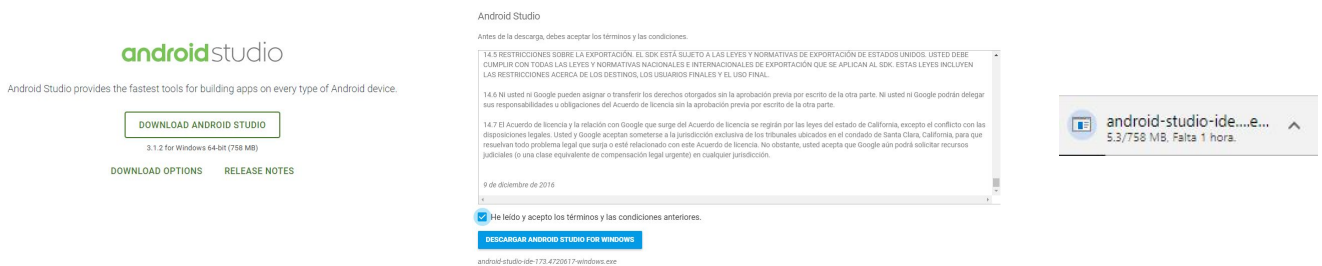 androidstudio
Android Studio provides the fastest tools for building apps on every type of Android device.
DOWNLOAD ANDROID STUDIO
3.1.2 for Windows 64-bit (758 MB)
DOWNLOAD OPTIONS RELEASE NOTES
Android Studio
Antes de la descarga, debes aceptar los términos y las condiciones.
14.5 RESTRICCIONES SOBRE LA EXPORTACIÓN. EL SDK ESTÁ SUJETO A LAS LEYES Y NORMATIVAS DE EXPORTACIÓN DE ESTADOS UNIDOS. USTED DEBE
CUMPLIR CON TODAS LAS LEYES Y NORMATIVAS NACIONALES E INTERNACIONALES DE EXPORTACIÓN QUE SE APLICAN AL SDK. ESTAS LEYES INCLUYEN
LAS RESTRICCIONES ACERCA DE LOS DESTINOS, LOS USUARIOS FINALES Y EL USO FINAL.
14.6 Ni usted ni Google pueden asignar o transferir los derechos otorgados sin la aprobación previa por escrito de la otra parte. Ni usted ni Google podrán delegar
sus responsabilidades u obligaciones del Acuerdo de licencia sin la aprobación previa por escrito de la otra parte.
14.7 El Acuerdo de licencia y la relación con Google que surge del Acuerdo de licencia se regirán por las leyes del estado de California, excepto el conflicto con las
disposiciones legales. Usted y Google aceptan someterse a la jurisdicción exclusiva de los tribunales ubicados en el condado de Santa Clara, California, para que
resuelvan todo problema legal que surja o esté relacionado con este Acuerdo de licencia. No obstante, usted acepta que Google aún podrá solicitar recursos
judiciales (o una clase equivalente de compensación legal urgente) en cualquier jurisdicción.
9 de diciembre de 2016
He leído y acepto los términos y las condiciones anteriores.
DESCARGAR ANDROID STUDIO FOR WINDOWS
android-studio-ide-173.4720617-windows.exe
android-studio-ide....e...
5.3/758 MB, Falta 1 hora.